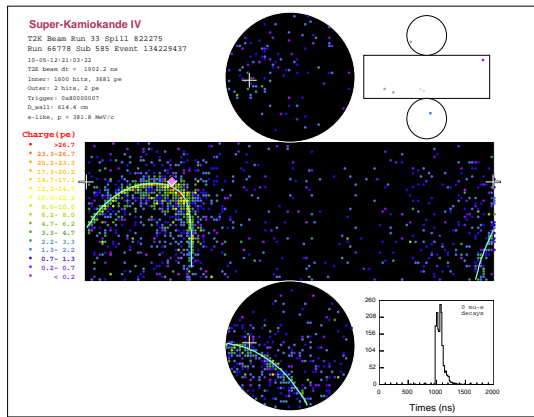 Super-Kamiokande IV
T2K Beam Run 33 Spill 822275
Run 66778 Sub 585 Event 134229437
10-05-12:21:03:22
T2K beam dt = 1902.2 ns
Inner: 1600 hits, 3681 pe
Outer: 2 hits, 2 pe
Trigger: 0x80000007
D_wall: 614.4 cm
e-like, p = 381.8 MeV/c
Charge(pe)
>26.7
23.3-26.7
20.2-23.3
17.3-20.2
14.7-17.3
12.2-14.7
10.0-12.2
8.0-10.0
6.2- 8.0
4.7- 6.2
3.3- 4.7
2.2- 3.3
1.3- 2.2
0.7- 1.3
0.2- 0.7
< 0.2
260
208
156
104
52
0
0 mu-e
decays
0 500 1000 1500 2000
Times (ns)